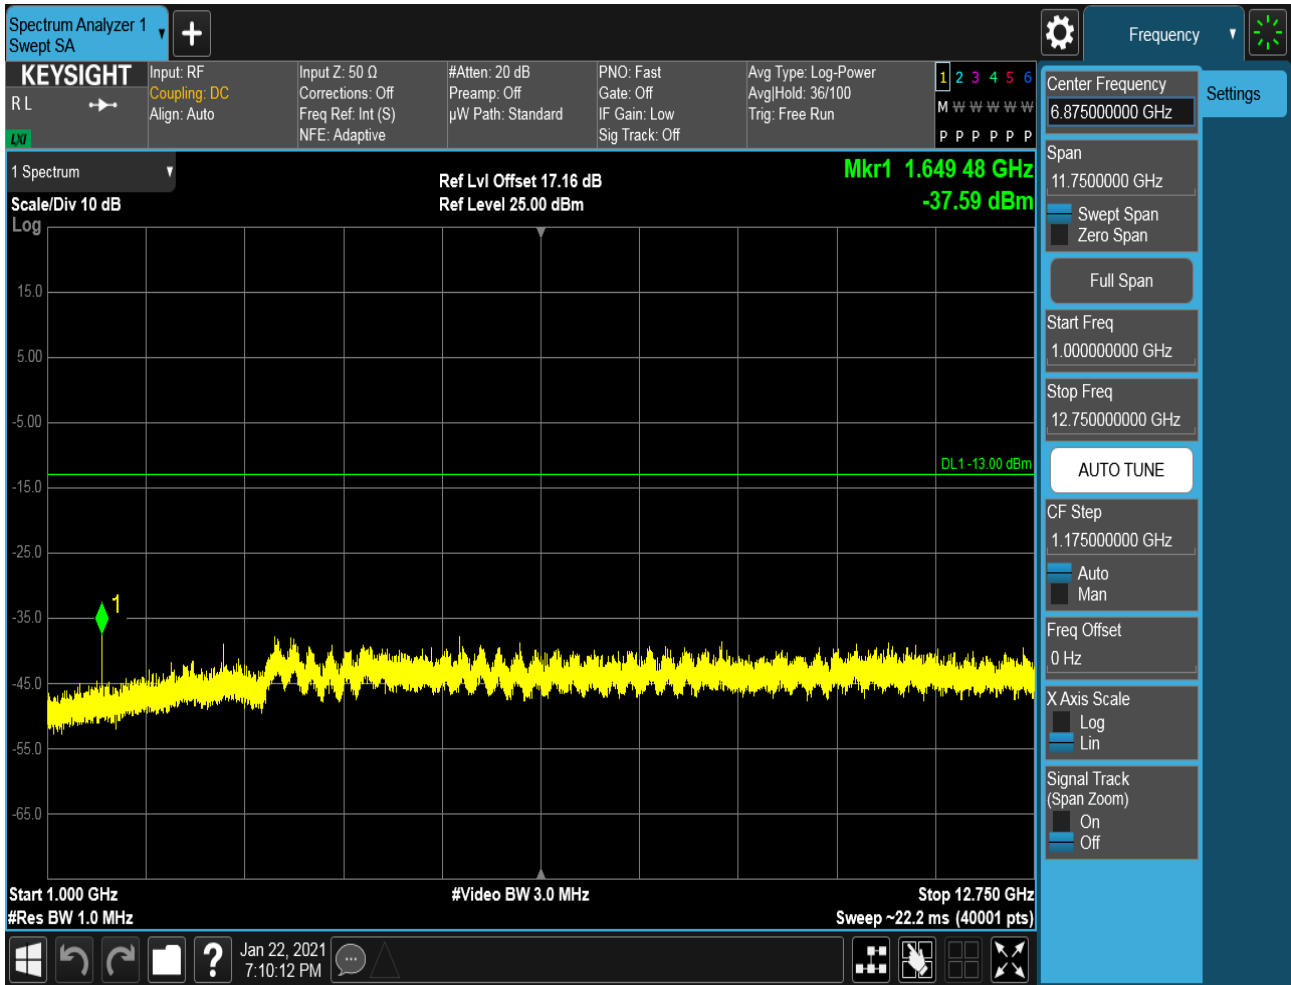 Spectrum Analyzer 1
Swept SA
Frequency
KEYSIGHT
R L
LXI
Input: RF
Coupling: DC
Align: Auto
Input Z: 50 Ω
Corrections: Off
Freq Ref: Int (S)
NFE: Adaptive
#Atten: 20 dB
Preamp: Off
µW Path: Standard
PNO: Fast
Gate: Off
IF Gain: Low
Sig Track: Off
Avg Type: Log-Power
Avg|Hold: 36/100
Trig: Free Run
1 2 3 4 5 6
M W W W W W
P P P P P P
1 Spectrum
Scale/Div 10 dB
Log
Ref Lvl Offset 17.16 dB
Ref Level 25.00 dBm
Mkr1 1.649 48 GHz
-37.59 dBm
15.0
5.00
-5.00
DL1 -13.00 dBm
-15.0
-25.0
1
-35.0
-45.0
-55.0
-65.0
Start 1.000 GHz
#Res BW 1.0 MHz
#Video BW 3.0 MHz
Stop 12.750 GHz
Sweep ~22.2 ms (40001 pts)
Jan 22, 2021
7:10:12 PM
?
Center Frequency
6.875000000 GHz
Settings
Span
11.7500000 GHz
Swept Span
Zero Span
Full Span
Start Freq
1.000000000 GHz
Stop Freq
12.750000000 GHz
AUTO TUNE
CF Step
1.175000000 GHz
Auto
Man
Freq Offset
0 Hz
X Axis Scale
Log
Lin
Signal Track
(Span Zoom)
On
Off